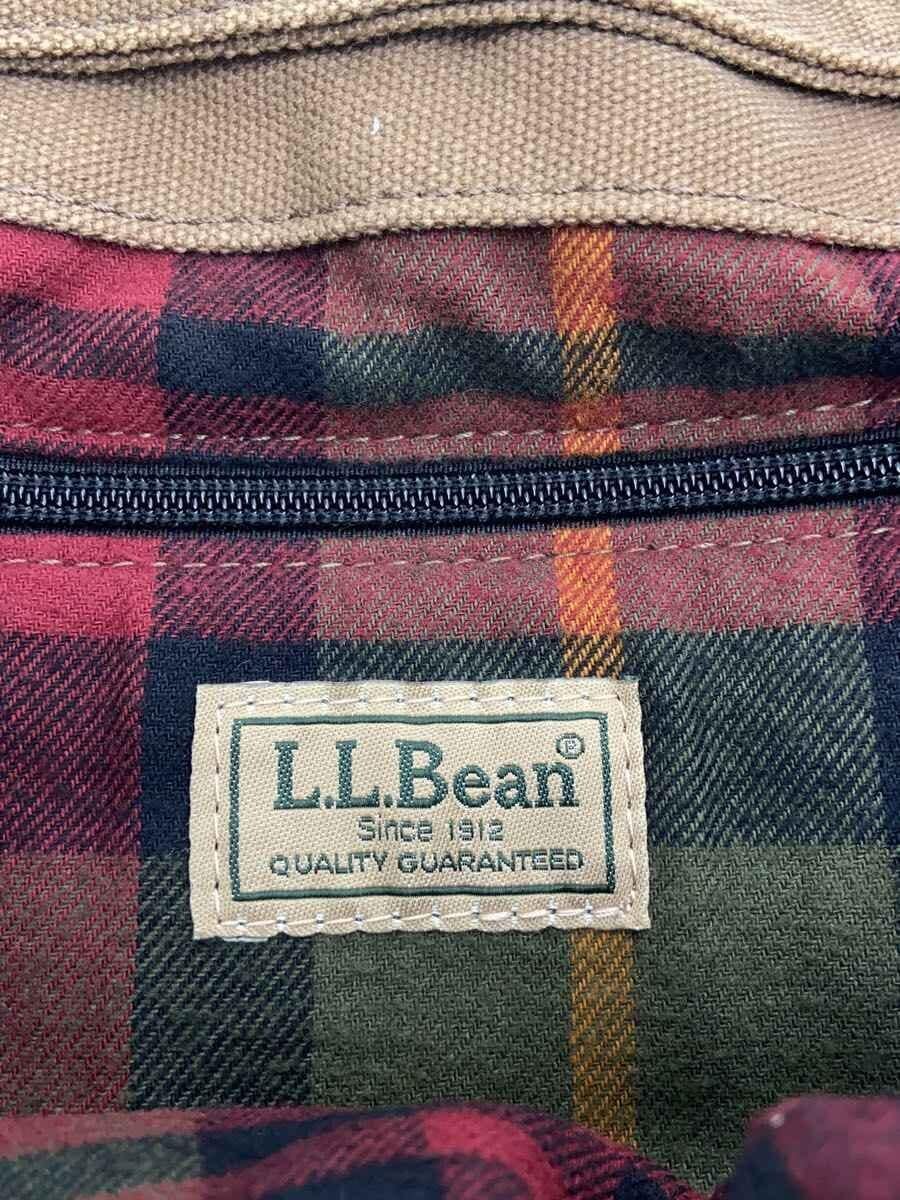 L.L.Bean®
Since 1912
QUALITY GUARANTEED